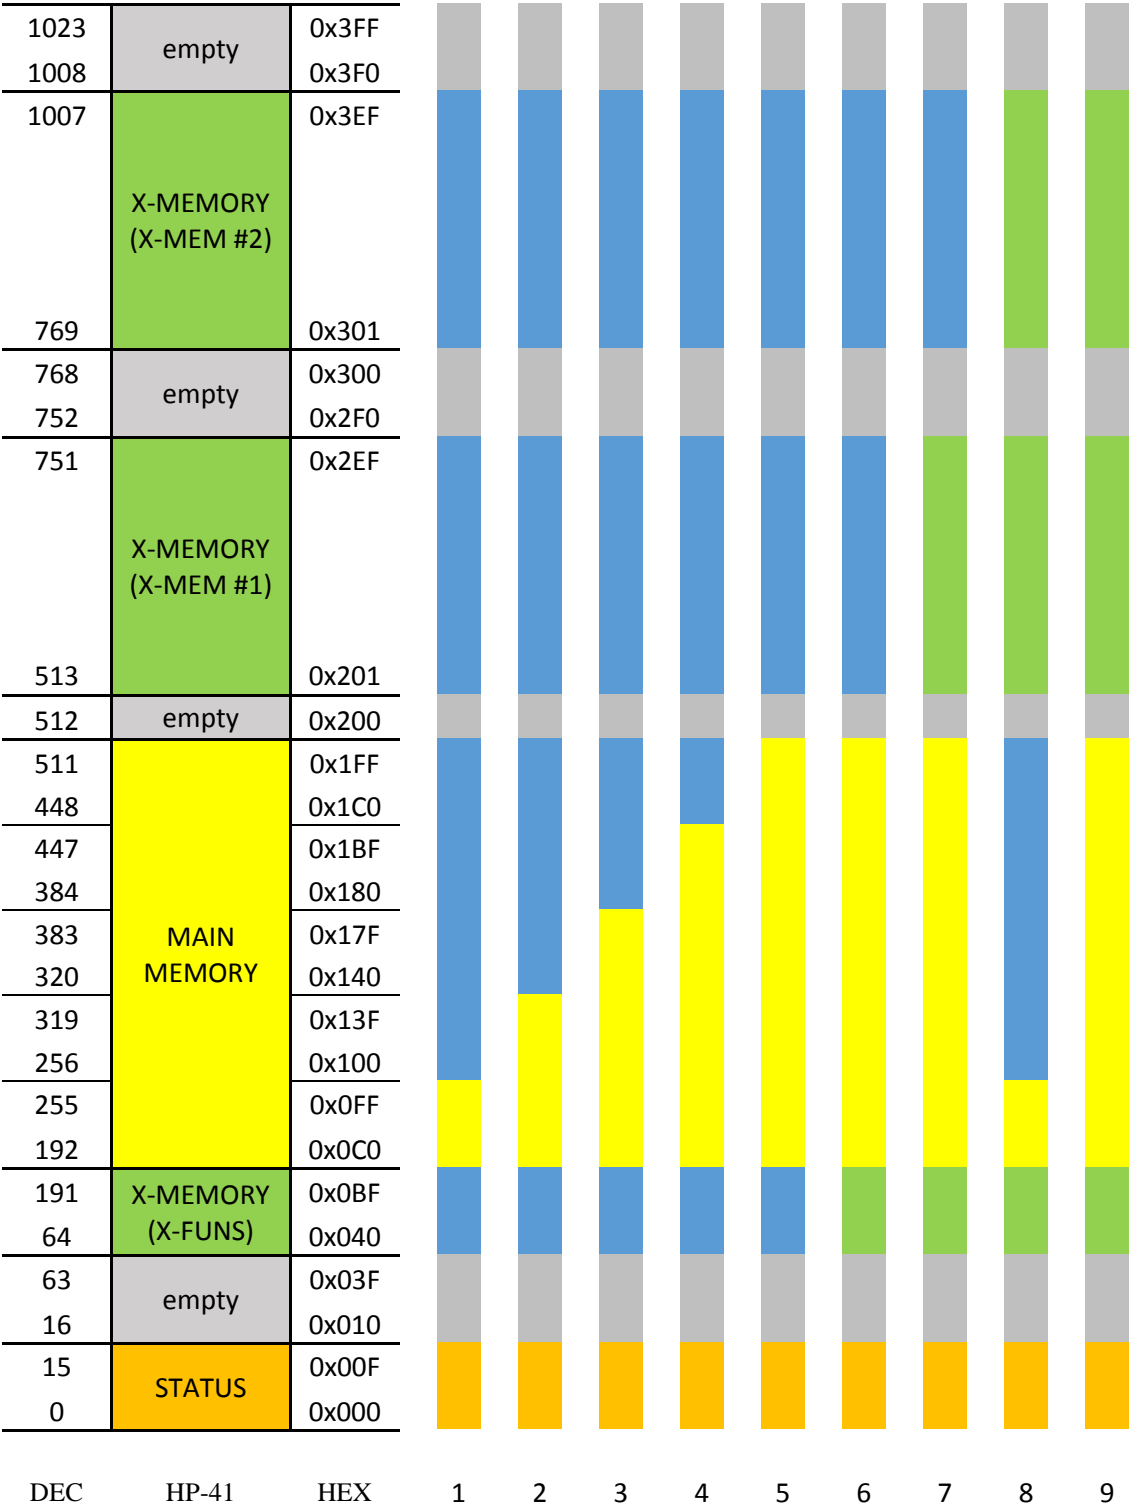 1023 0x3FF
empty
1008 0x3F0
1007 0x3EF
X-MEMORY
(X-MEM #2)
769 0x301
768 0x300
empty
752 0x2F0
751 0x2EF
X-MEMORY
(X-MEM #1)
513 0x201
512 empty 0x200
511 0x1FF
448 0x1C0
447 0x1BF
384 0x180
383 MAIN 0x17F
320 MEMORY 0x140
319 0x13F
256 0x100
255 0x0FF
192 0x0C0
191 X-MEMORY 0x0BF
64 (X-FUNS) 0x040
63 0x03F
empty
16 0x010
15 0x00F
STATUS
0 0x000
DEC HP-41 HEX 1 2 3 4 5 6 7 8 9